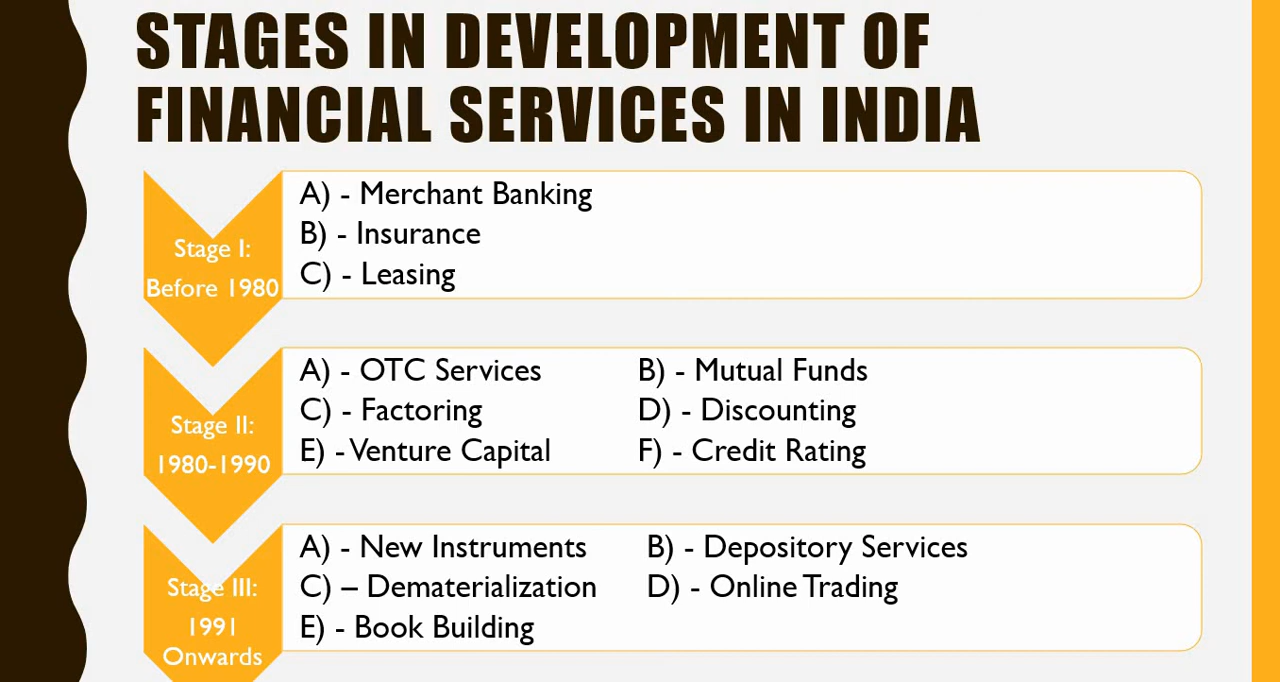 STAGES IN DEVELOPMENT OF
FINANCIAL SERVICES IN INDIA
Stage I:
Before 1980
A) - Merchant Banking
B) - Insurance
C) - Leasing
Stage II:
1980-1990
A) - OTC Services B) - Mutual Funds
C) - Factoring D) - Discounting
E) - Venture Capital F) - Credit Rating
Stage III:
1991
Onwards
A) - New Instruments B) - Depository Services
C) – Dematerialization D) - Online Trading
E) - Book Building